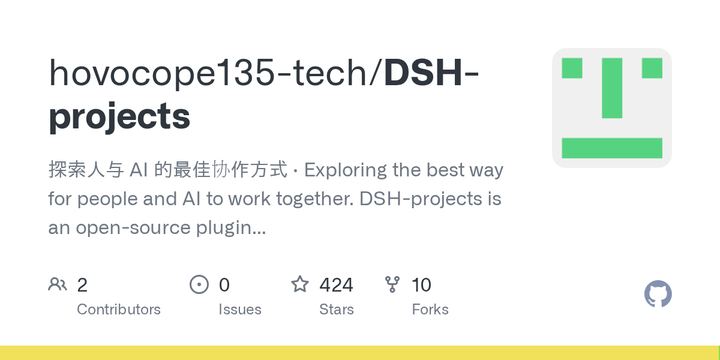 hovocope135-tech/DSH-
projects
探索人与 AI 的最佳协作方式 · Exploring the best way
for people and AI to work together. DSH-projects is
an open-source plugin...
2 0 424 10
Contributors Issues Stars Forks